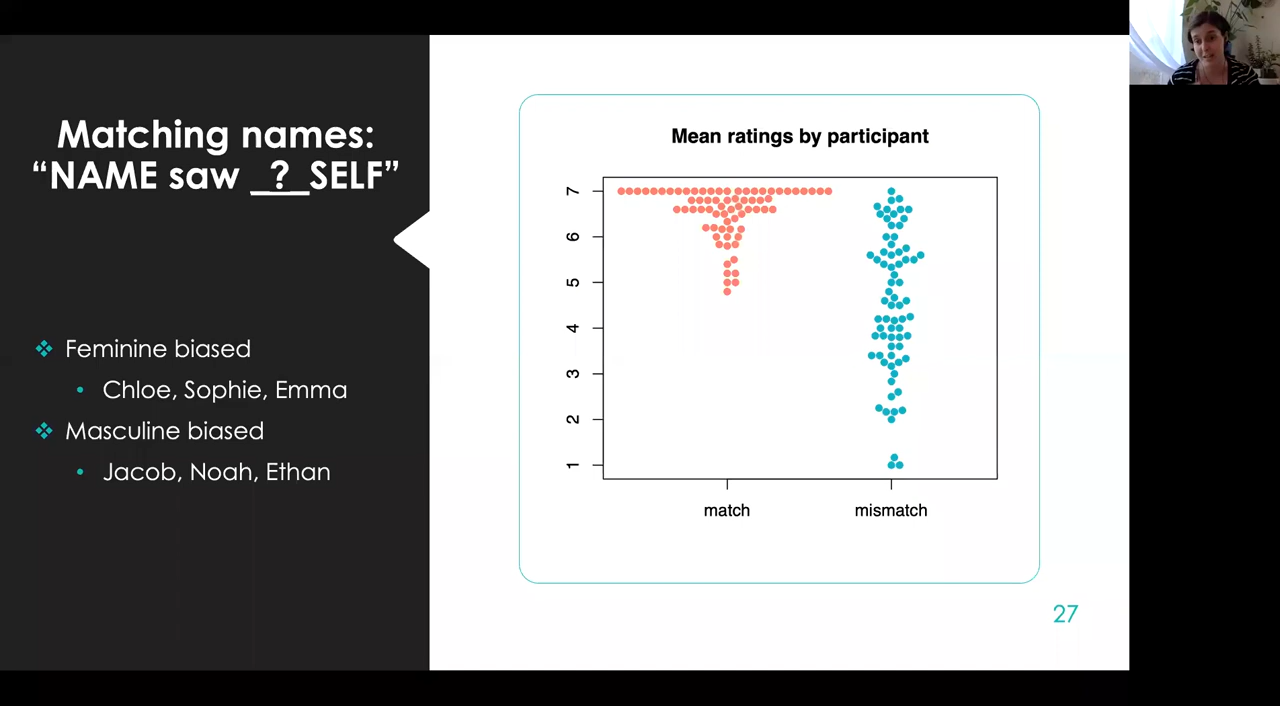 Matching names:
“NAME saw _?_SELF”
❖ Feminine biased
• Chloe, Sophie, Emma
❖ Masculine biased
• Jacob, Noah, Ethan
Mean ratings by participant
7
6
5
4
3
2
1
match mismatch
27